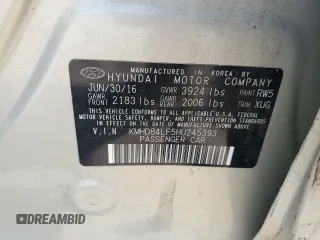 MANUFACTURED IN KOREA BY
HYUNDAI MOTOR COMPANY
JUN/30/16 GVWR 3924 lbs PAINT RW5
GAWR FRONT 2183 lbs GAWR REAR 2006 lbs TRIM XUG
THIS VEHICLE CONFORMS TO ALL APPLICABLE
FEDERAL MOTOR VEHICLE SAFETY, BUMPER, AND
THEFT PREVENTION STANDARDS IN EFFECT ON THE
DATE OF MANUFACTURE SHOWN ABOVE.
V.I.N KMHD84LF5HU245393
PASSENGER CAR
DEALERS
AUCTION